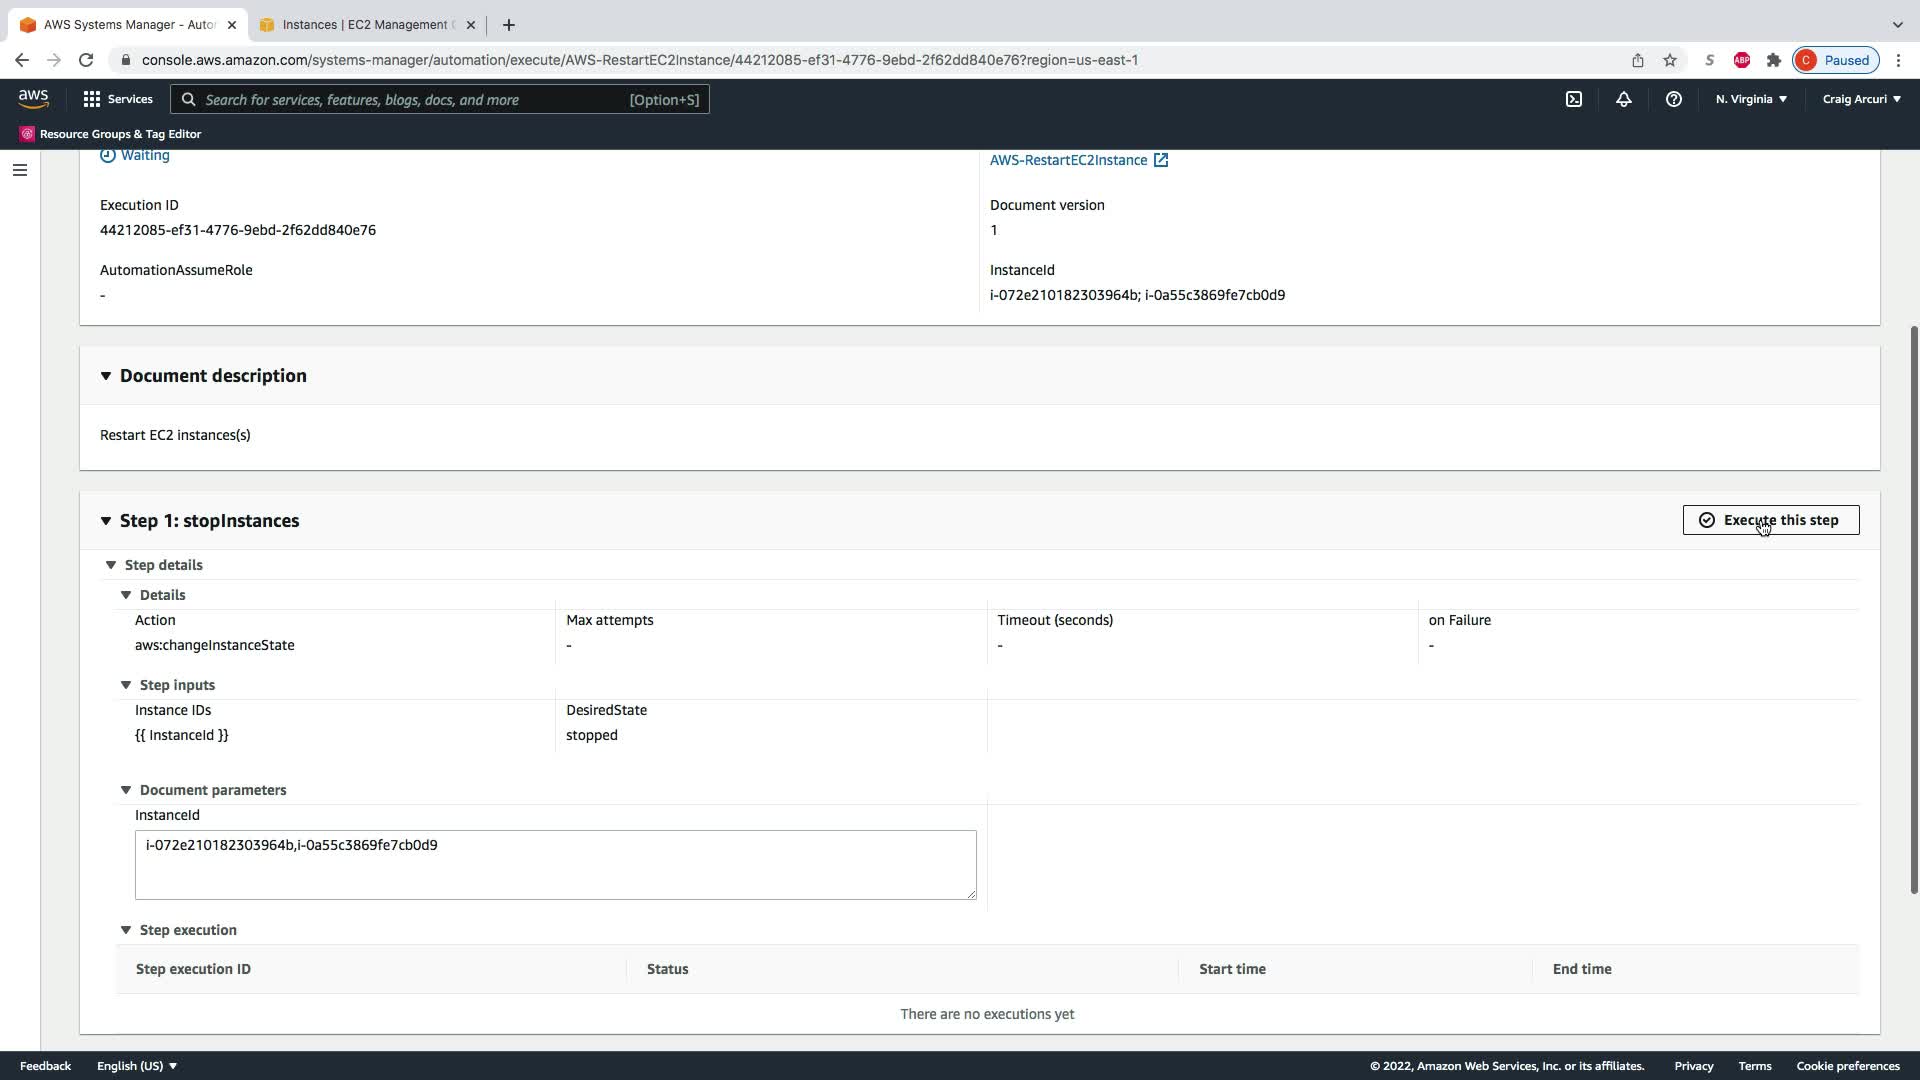 AWS Systems Manager - Auto
Instances | EC2 Management
console.aws.amazon.com/systems-manager/automation/execute/AWS-RestartEC2Instance/44212085-ef31-4776-9ebd-2f62dd840e76?region=us-east-1
S
ABP
C
Paused
aws
Services
Search for services, features, blogs, docs, and more
[Option+S]
N. Virginia
Craig Arcuri
Resource Groups & Tag Editor
Waiting
AWS-RestartEC2Instance
Execution ID
Document version
44212085-ef31-4776-9ebd-2f62dd840e76
1
AutomationAssumeRole
InstanceId
-
i-072e210182303964b; i-0a55c3869fe7cb0d9
Document description
Restart EC2 instances(s)
Step 1: stopInstances
Execute this step
Step details
Details
Action
Max attempts
Timeout (seconds)
on Failure
aws:changeInstanceState
-
-
-
Step inputs
Instance IDs
DesiredState
{{ InstanceId }}
stopped
Document parameters
InstanceId
i-072e210182303964b,i-0a55c3869fe7cb0d9
Step execution
Step execution ID
Status
Start time
End time
There are no executions yet
Feedback
English (US)
© 2022, Amazon Web Services, Inc. or its affiliates.
Privacy
Terms
Cookie preferences